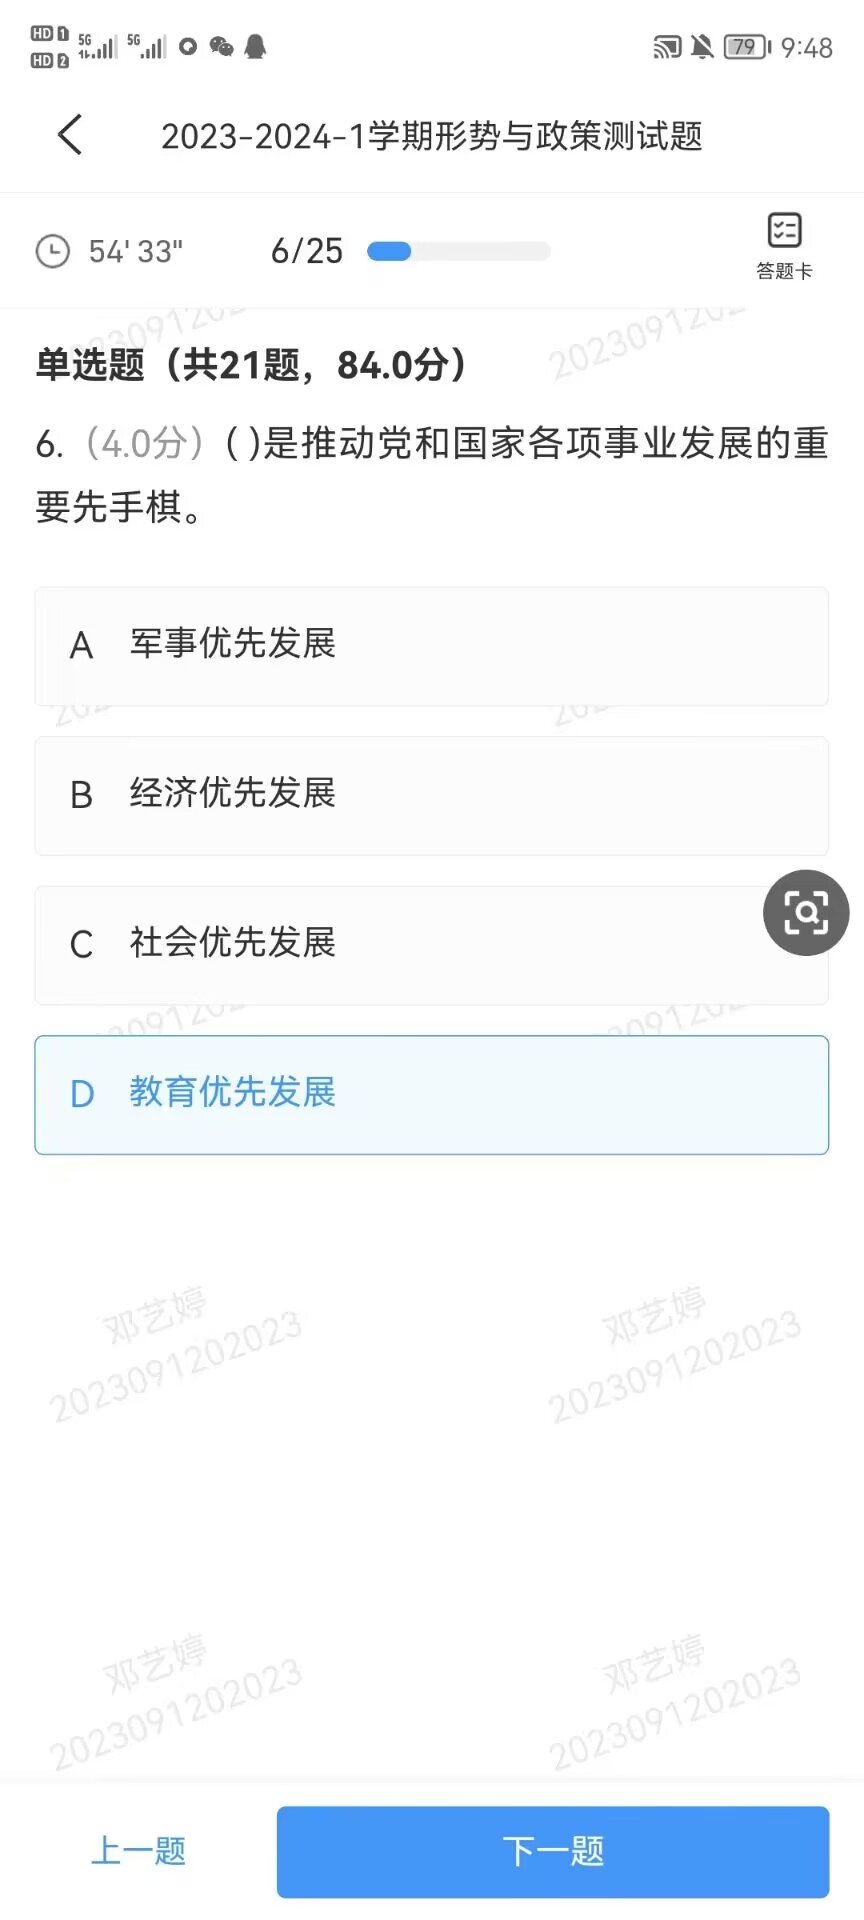 HD 1 5G 5G 79 9:48
HD 2
2023-2024-1学期形势与政策测试题
54' 33" 6/25
答题卡
单选题（共21题，84.0分）
6.（4.0分）( )是推动党和国家各项事业发展的重
要先手棋。
A 军事优先发展
B 经济优先发展
C 社会优先发展
D 教育优先发展
邓艺婷 邓艺婷
2023091202023 2023091202023
邓艺婷 邓艺婷
2023091202023 2023091202023
上一题 下一题